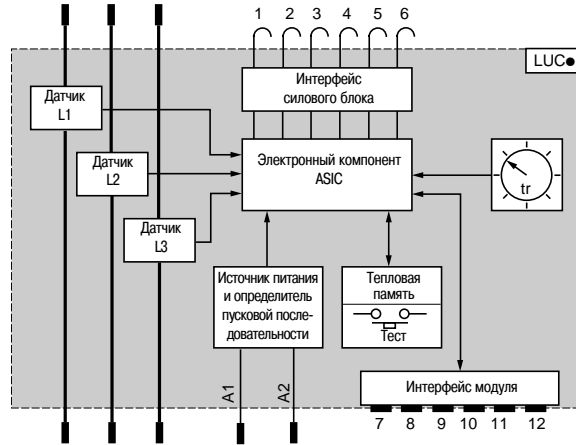 1 2 3 4 5 6
LUC●
Интерфейс
силового блока
Датчик
L1
Датчик
L2
Датчик
L3
Электронный компонент
ASIC
tr
Источник питания
и определитель
пусковой после-
довательности
Тепловая
память
Тест
A1
A2
Интерфейс модуля
7 8 9 10 11 12